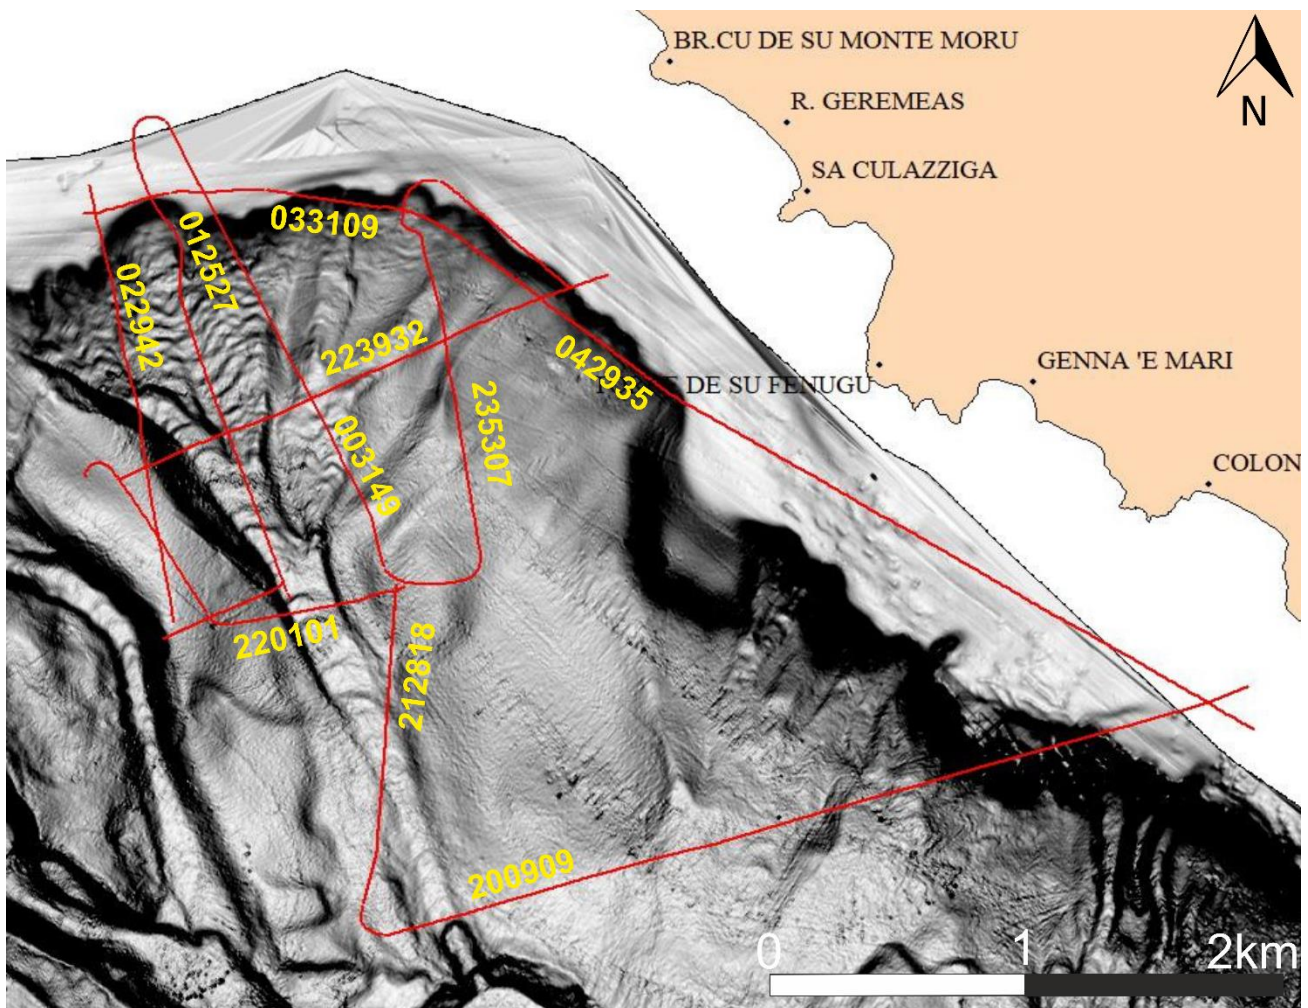 BR.CU DE SU MONTE MORU
N
R. GEREMEAS
SA CULAZZIGA
033109
012527
022942
223932
042935
GENNA 'E MARI
DE SU FENUGU
235307
003149
COLON
220101
212818
200909
0 1 2km